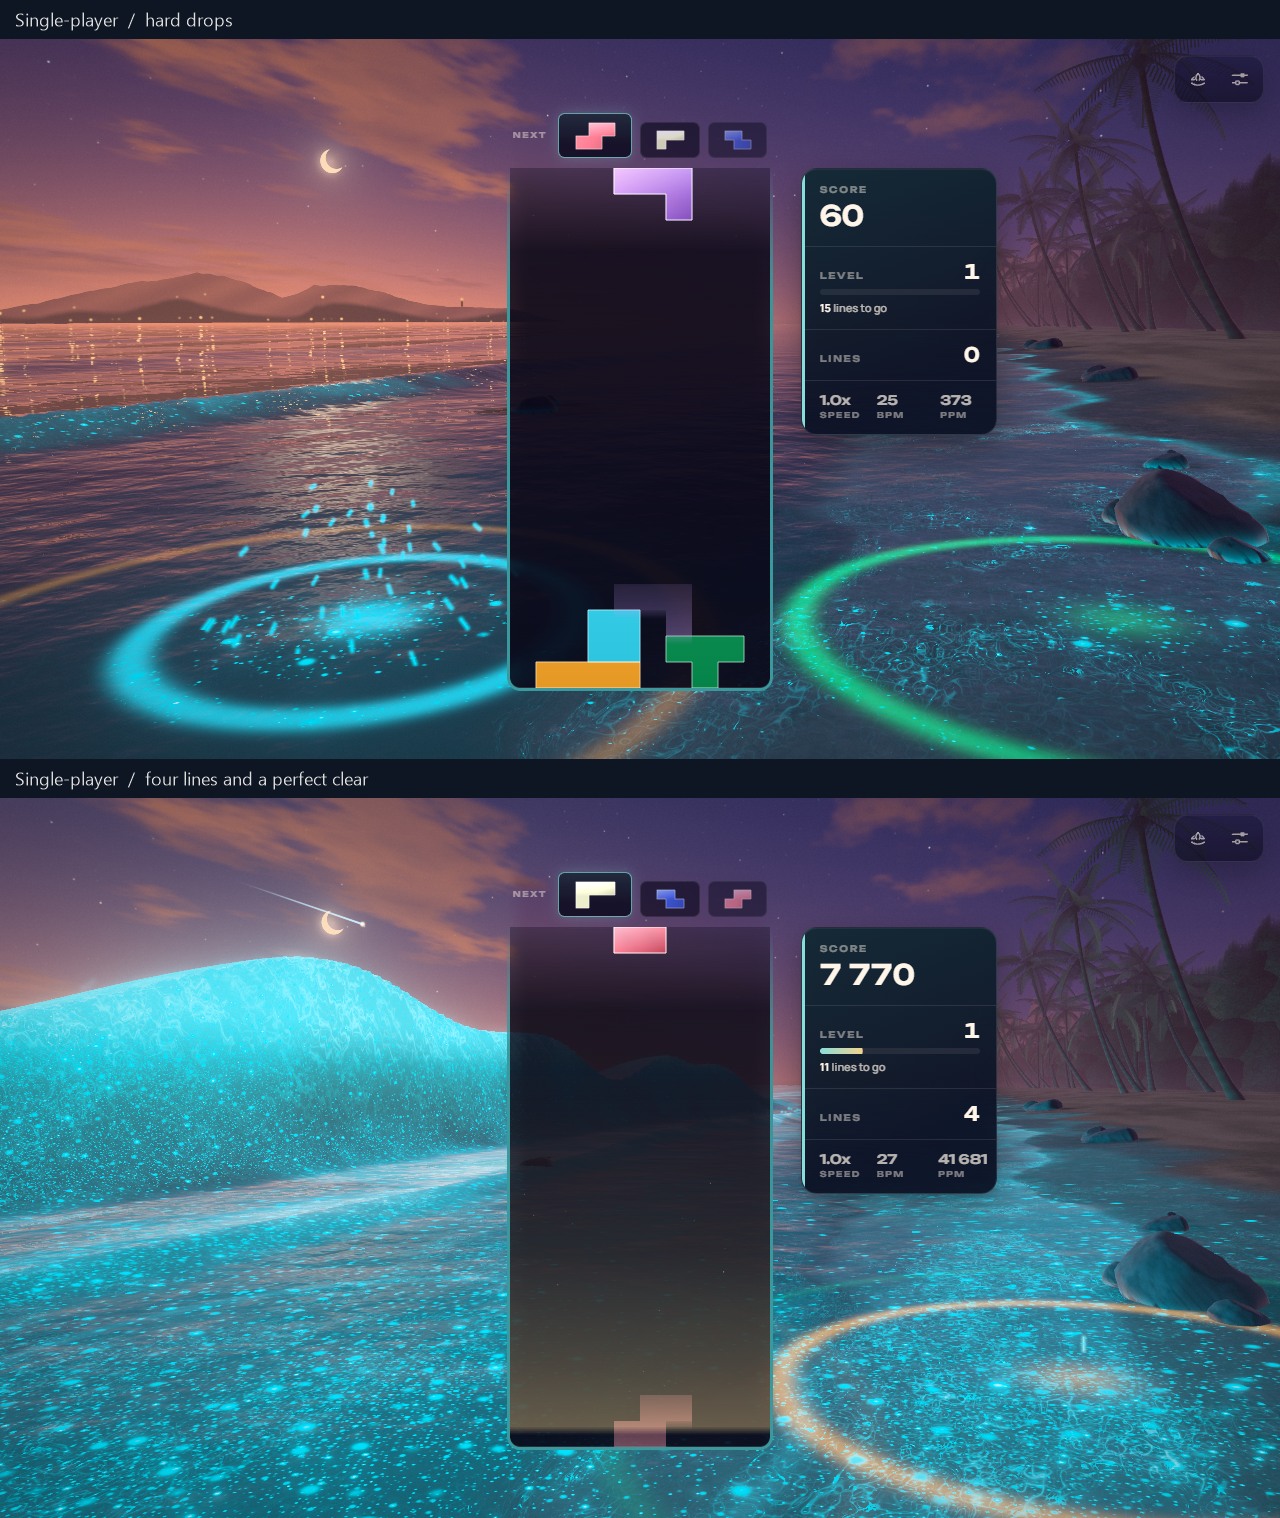 Single-player / hard drops
NEXT
SCORE
60
LEVEL 1
15 lines to go
LINES 0
1.0x 25 373
SPEED BPM PPM
Single-player / four lines and a perfect clear
NEXT
SCORE
7 770
LEVEL 1
11 lines to go
LINES 4
1.0x 27 41 681
SPEED BPM PPM